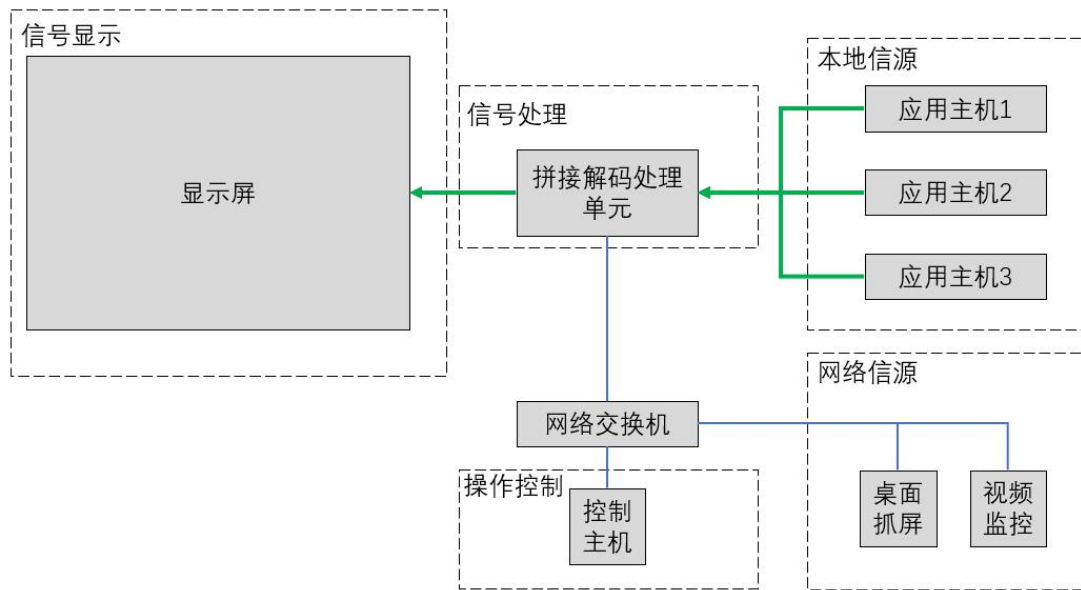 信号显示
显示屏
信号处理
拼接解码处理
单元
本地信源
应用主机1
应用主机2
应用主机3
网络交换机
操作控制
控制
主机
网络信源
桌面
抓屏
视频
监控